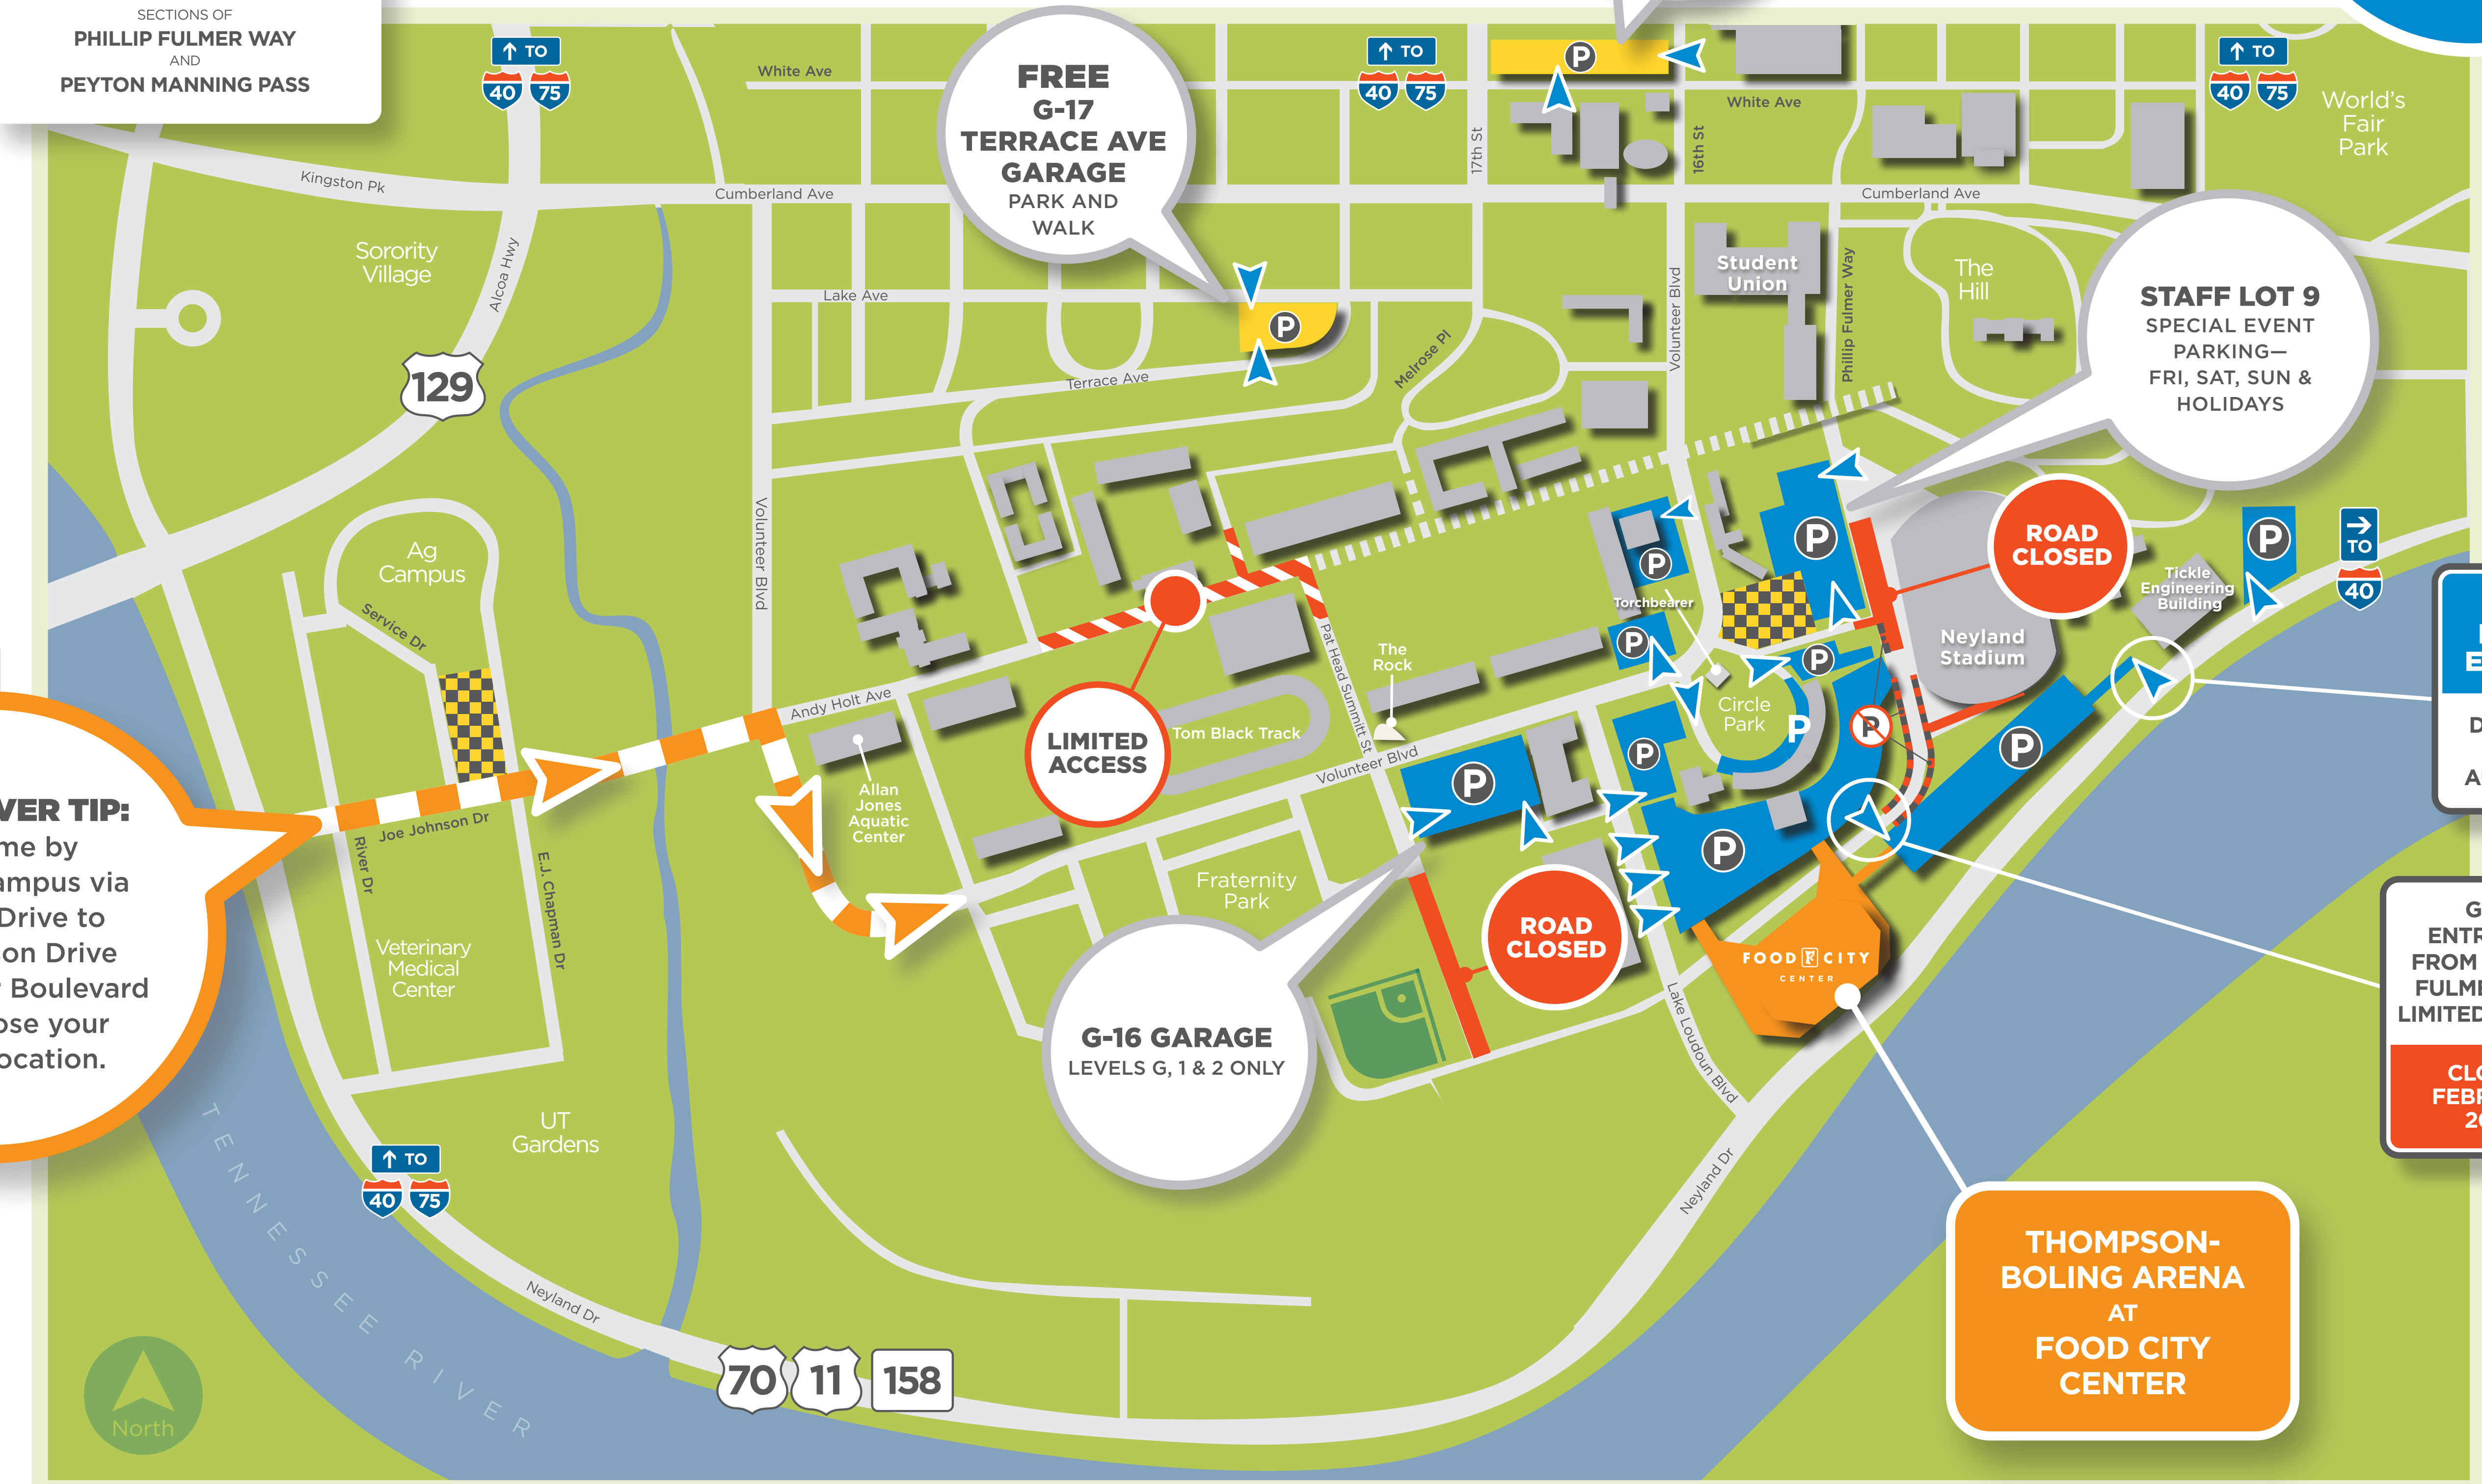 SECTIONS OF
PHILLIP FULMER WAY
AND
PEYTON MANNING PASS
↑ TO
40 75
White Ave
FREE
G-17
TERRACE AVE
GARAGE
PARK AND
WALK
↑ TO
40 75
17th St
P
White Ave
16th St
↑ TO
40 75
World's
Fair
Park
Kingston Pk
Cumberland Ave
Cumberland Ave
Sorority
Village
Alcoa Hwy
129
Lake Ave
P
Terrace Ave
Melrose Pl
Volunteer Blvd
Student
Union
Phillip Fulmer Way
The
Hill
STAFF LOT 9
SPECIAL EVENT
PARKING—
FRI, SAT, SUN &
HOLIDAYS
Ag
Campus
Service Dr
Volunteer Blvd
P
Torchbearer
P
P
ROAD
CLOSED
Tickle
Engineering
Building
P
→
TO
40
Neyland
Stadium
P
Circle
Park
P
P
P
P
Pat Head Summitt St
The
Rock
Andy Holt Ave
LIMITED
ACCESS
Tom Black Track
Volunteer Blvd
P
P
Allan
Jones
Aquatic
Center
VER TIP:
me by
ampus via
Drive to
son Drive
r Boulevard
ose your
ocation.
Joe Johnson Dr
River Dr
E.J. Chapman Dr
Veterinary
Medical
Center
Fraternity
Park
ROAD
CLOSED
G-16 GARAGE
LEVELS G, 1 & 2 ONLY
FOOD CITY
CENTER
Lake Loudoun Blvd
E
D
A
G
ENTR
FROM
FULM
LIMITED
CLO
FEB
20
UT
Gardens
↑ TO
40 75
TENNESSEE RIVER
Neyland Dr
Neyland Dr
THOMPSON-
BOLING ARENA
AT
FOOD CITY
CENTER
70 11 158
North